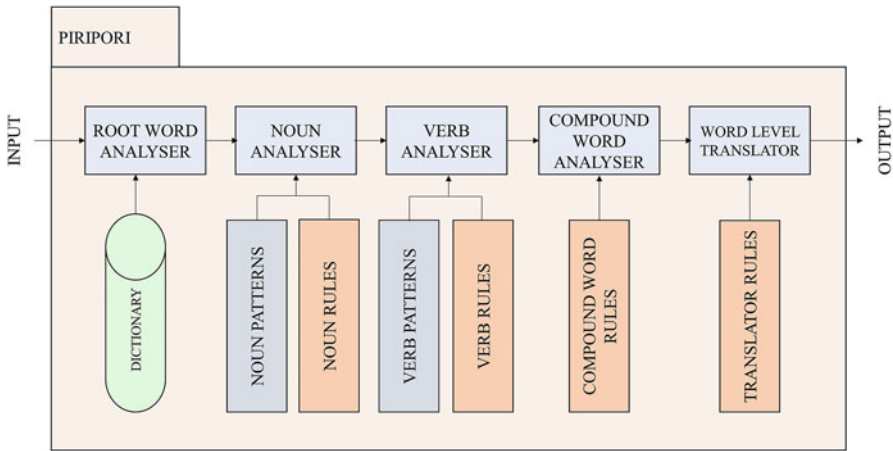 PIRIPORI
INPUT
ROOT WORD
ANALYSER
NOUN
ANALYSER
VERB
ANALYSER
COMPOUND
WORD
ANALYSER
WORD LEVEL
TRANSLATOR
OUTPUT
DICTIONARY
NOUN PATTERNS
NOUN RULES
VERB PATTERNS
VERB RULES
COMPOUND WORD
RULES
TRANSLATOR RULES